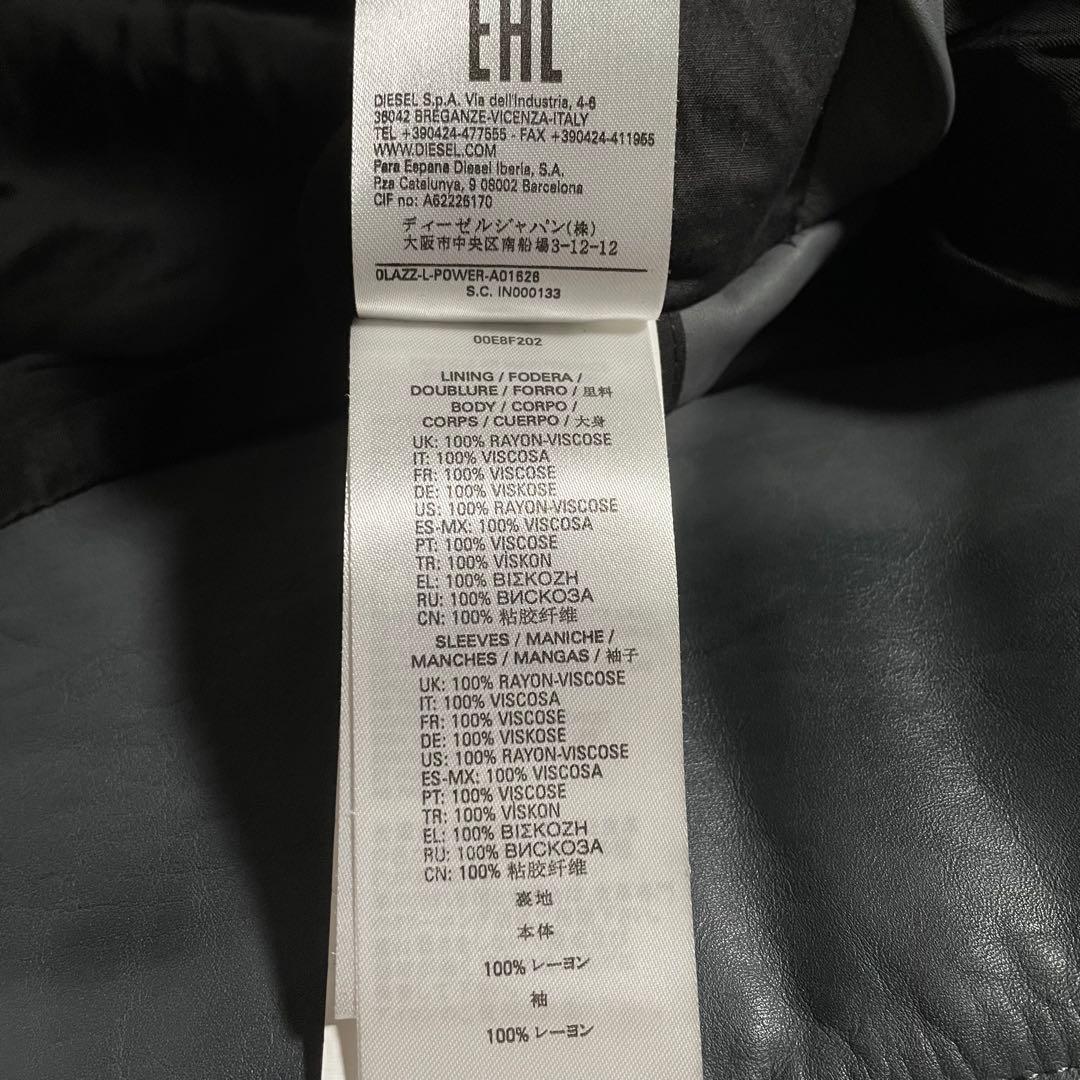 EAC
DIESEL S.p.A. Via dell'Industria, 4-6
36042 BREGANZE-VICENZA-ITALY
TEL +390424-477555 - FAX +390424-411955
WWW.DIESEL.COM
Para Espana Diesel Iberia, S.A.
Pza Catalunya, 9 08002 Barcelona
CIF no: A62226170
ディーゼルジャパン(株)
大阪市中央区南船場3-12-12
0LAZZ-L-POWER-A01626
S.C. IN000133
00E8F202
LINING / FODERA /
DOUBLURE / FORRO / 里料
BODY / CORPO /
CORPS / CUERPO / 大身
UK: 100% RAYON-VISCOSE
IT: 100% VISCOSA
FR: 100% VISCOSE
DE: 100% VISKOSE
US: 100% RAYON-VISCOSE
ES-MX: 100% VISCOSA
PT: 100% VISCOSE
TR: 100% VİSKON
EL: 100% ΒΙΣΚΟΖΗ
RU: 100% ВИСКОЗА
CN: 100% 粘胶纤维
SLEEVES / MANICHE /
MANCHES / MANGAS / 袖子
UK: 100% RAYON-VISCOSE
IT: 100% VISCOSA
FR: 100% VISCOSE
DE: 100% VISKOSE
US: 100% RAYON-VISCOSE
ES-MX: 100% VISCOSA
PT: 100% VISCOSE
TR: 100% VİSKON
EL: 100% ΒΙΣΚΟΖΗ
RU: 100% ВИСКОЗА
CN: 100% 粘胶纤维
裏地
本体
100% レーヨン
袖
100% レーヨン